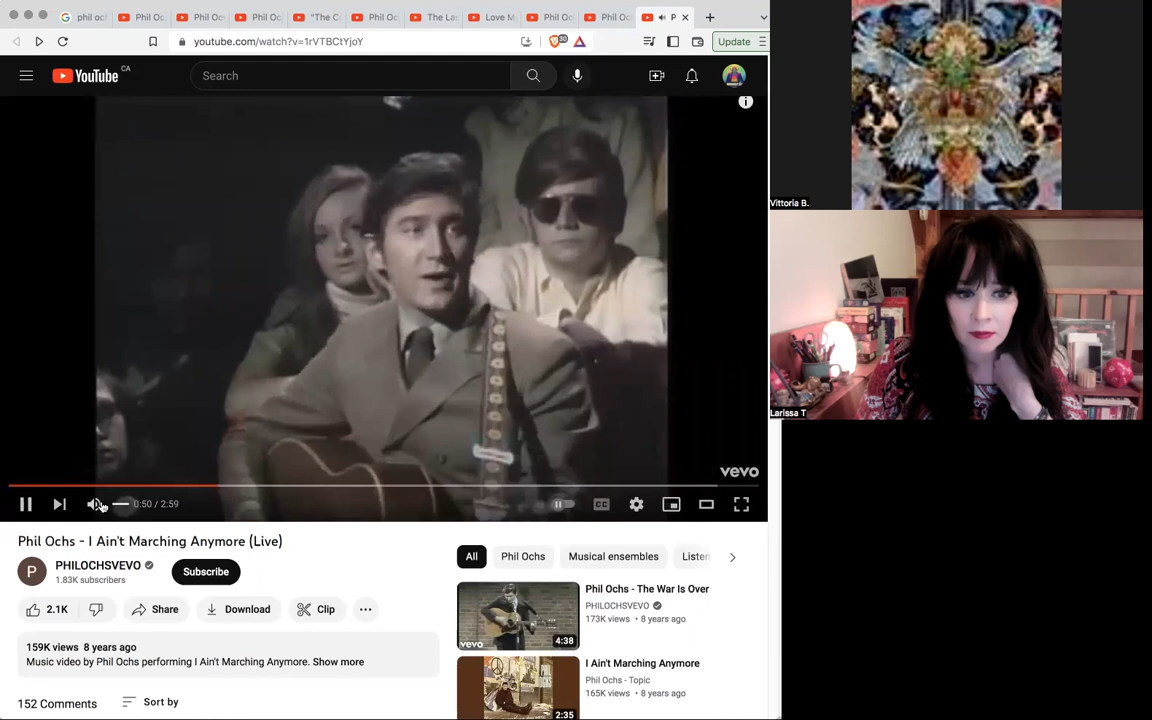 phil och
Phil Oc
Phil Oc
Phil Oc
"The C
Phil Oc
The La
Love M
Phil Oc
Phil Oc
P
youtube.com/watch?v=1rVTBCtYjoY
30
Update
YouTube CA
Search
vevo
0:50 / 2:59
CC
Phil Ochs - I Ain't Marching Anymore (Live)
P
PHILOCHSVEVO
1.83K subscribers
Subscribe
2.1K
Share
Download
Clip
159K views 8 years ago
Music video by Phil Ochs performing I Ain't Marching Anymore. Show more
152 Comments
Sort by
All
Phil Ochs
Musical ensembles
Listen
vevo
4:38
Phil Ochs - The War Is Over
PHILOCHSVEVO
173K views • 8 years ago
2:35
I Ain't Marching Anymore
Phil Ochs - Topic
165K views • 8 years ago
Vittoria B.
Larissa T